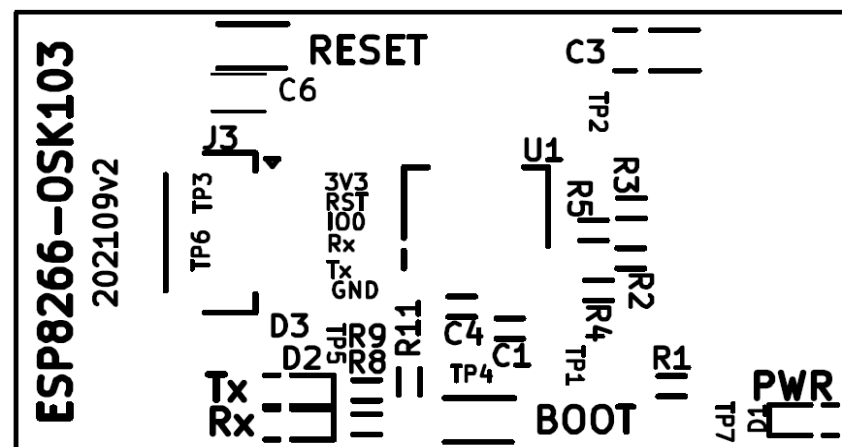 ESP8266-OSK103
202109v2
RESET
C6
C3
TP2
J3
U1
TP3
TP6
3V3
RST
IO0
Rx
Tx
GND
R3
R5
R2
R4
R11
C4
C1
D3
D2
TP5
R9
R8
TP4
TP1
R1
Tx
Rx
BOOT
PWR
TP7
D1